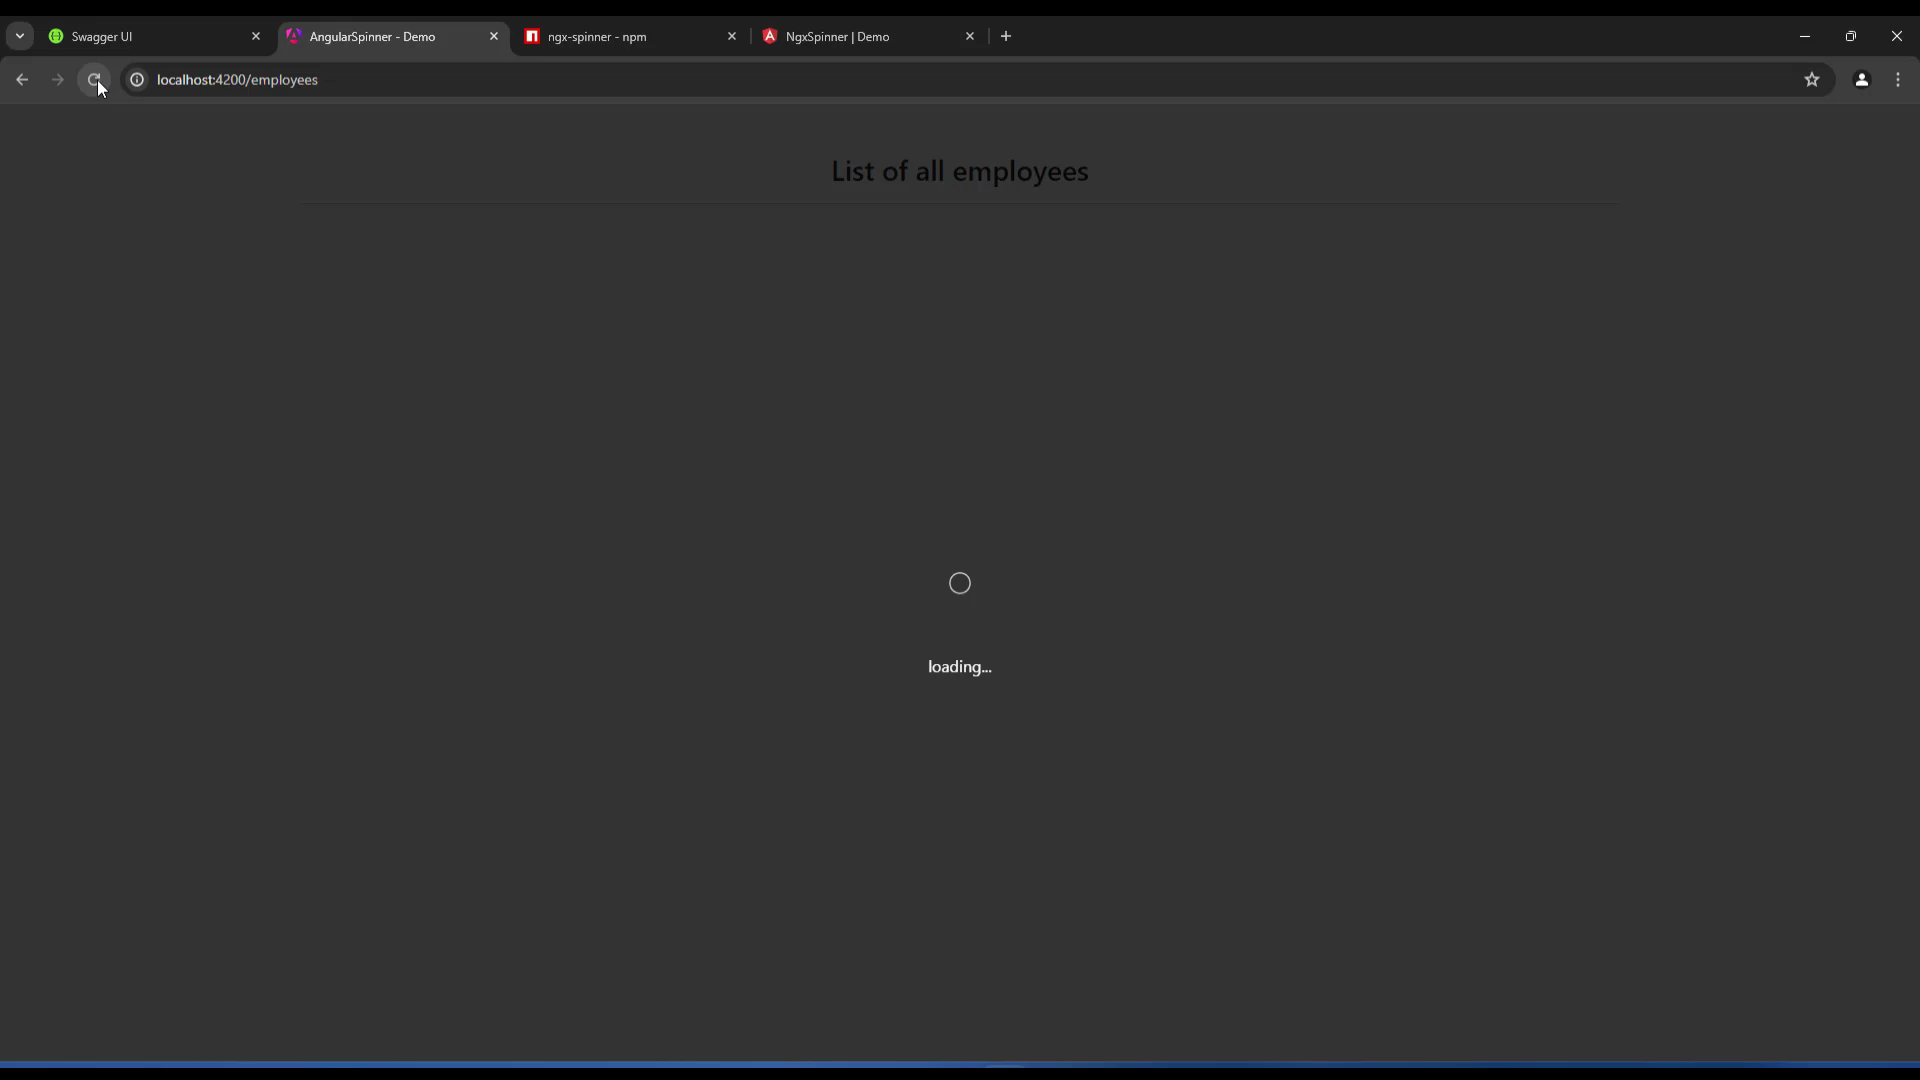 Swagger UI
AngularSpinner - Demo
ngx-spinner - npm
NgxSpinner | Demo
localhost:4200/employees
List of all employees
loading...